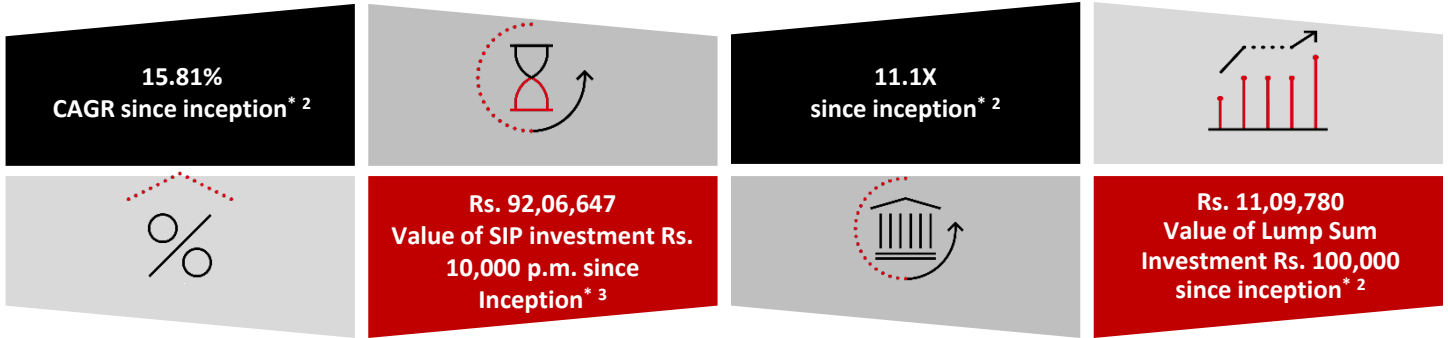 15.81%
CAGR since inception* 2
11.1X
since inception* 2
Rs. 92,06,647
Value of SIP investment Rs.
10,000 p.m. since
Inception* 3
Rs. 11,09,780
Value of Lump Sum
Investment Rs. 100,000
since inception* 2